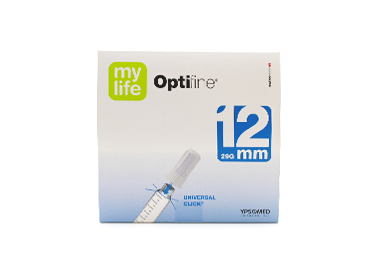 my
life
Optifine®
12
29G mm
UNIVERSAL
CLICK
YPSOMED